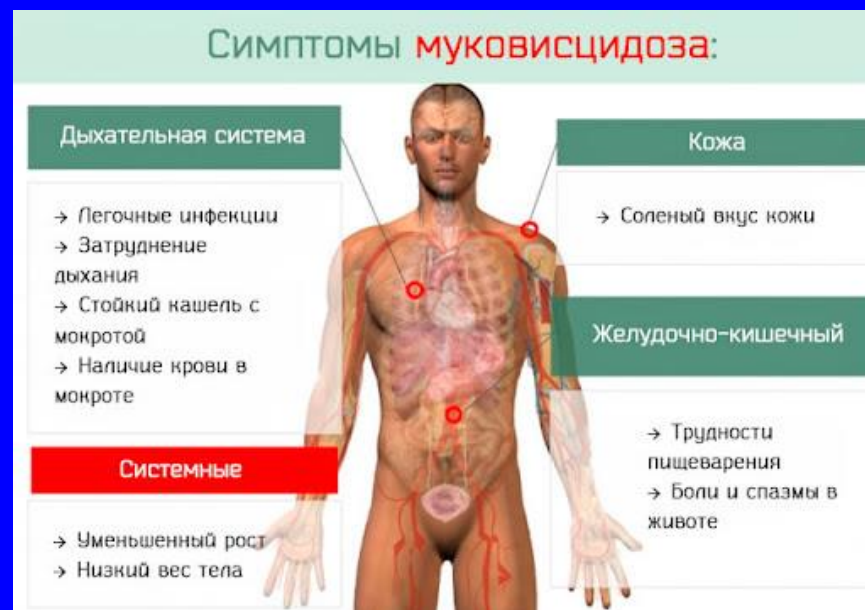 Симптомы муковисцидоза:
Дыхательная система
→ Легочные инфекции
→ Затруднение
дыхания
→ Стойкий кашель с
мокротой
→ Наличие крови в
мокроте
Системные
→ Уменьшенный рост
→ Низкий вес тела
Кожа
→ Соленый вкус кожи
Желудочно-кишечный
→ Трудности
пищеварения
→ Боли и спазмы в
животе